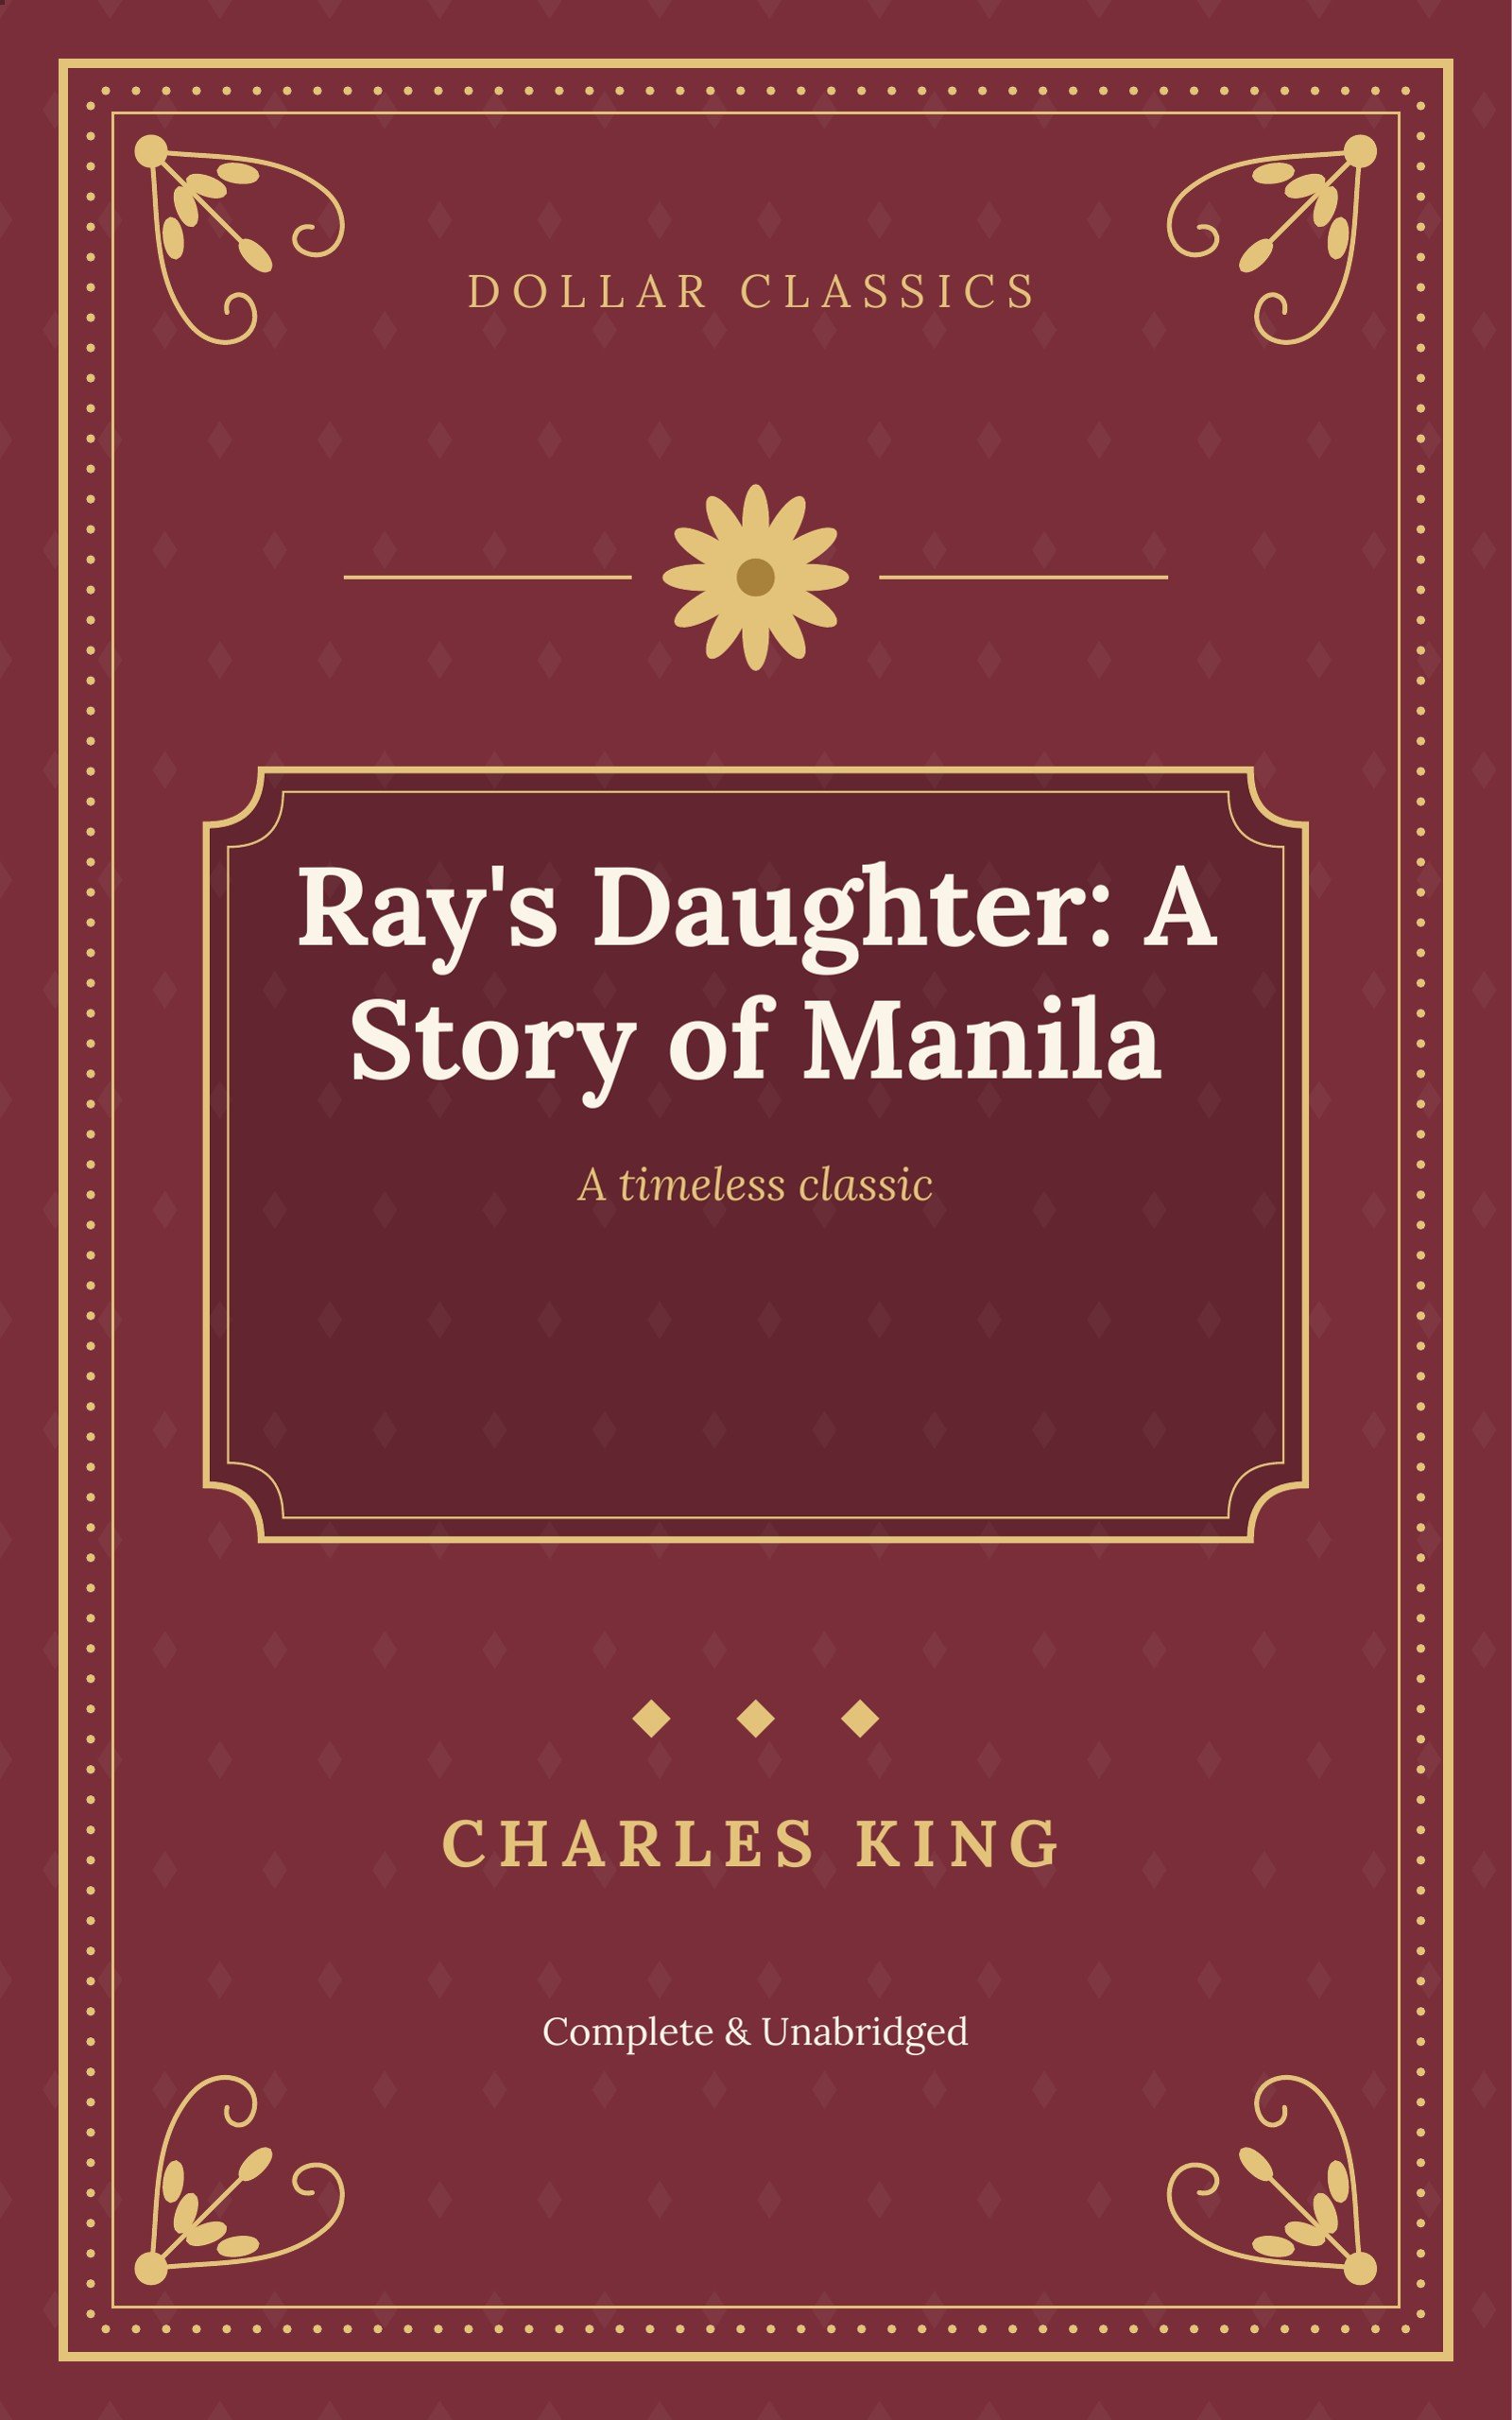 DOLLAR CLASSICS
Ray's Daughter: A
Story of Manila
A timeless classic
CHARLES KING
Complete & Unabridged